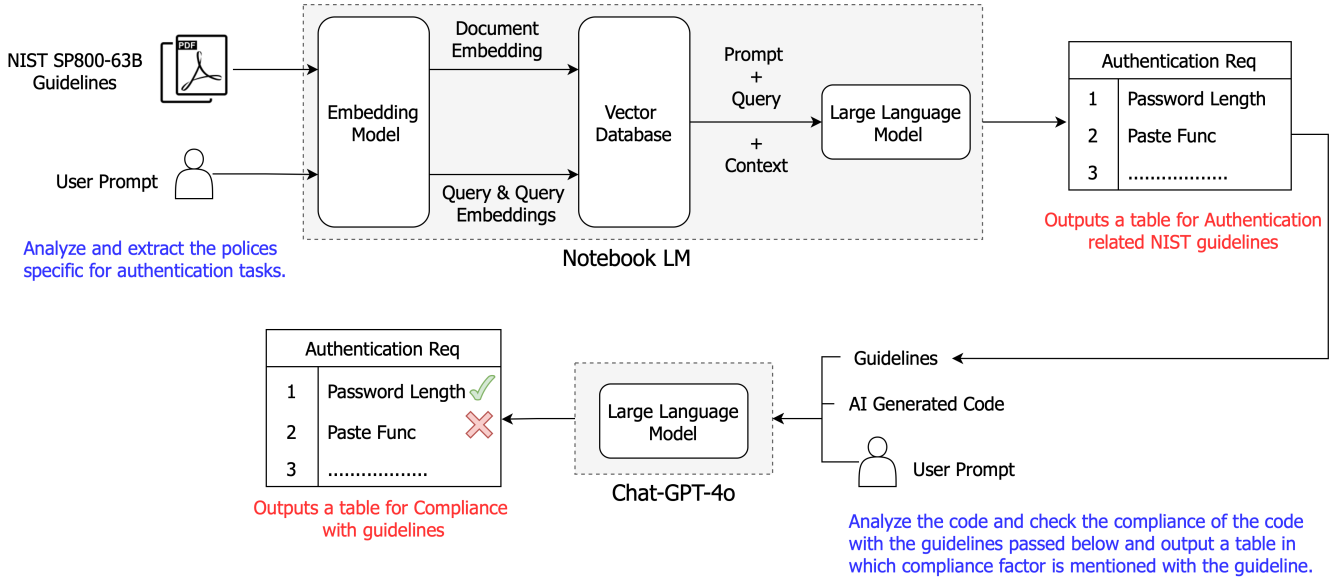 NIST SP800-63B
Guidelines
PDF
User Prompt
Analyze and extract the polices
specific for authentication tasks.
Embedding
Model
Document
Embedding
Query & Query
Embeddings
Vector
Database
Prompt
+
Query
+
Context
Large Language
Model
Notebook LM
Authentication Req
1 Password Length
2 Paste Func
3 ..................
Outputs a table for Authentication
related NIST guidelines
Guidelines
AI Generated Code
User Prompt
Analyze the code and check the compliance of the code
with the guidelines passed below and output a table in
which compliance factor is mentioned with the guideline.
Large Language
Model
Chat-GPT-4o
Authentication Req
1 Password Length
2 Paste Func
3 ..................
Outputs a table for Compliance
with guidelines